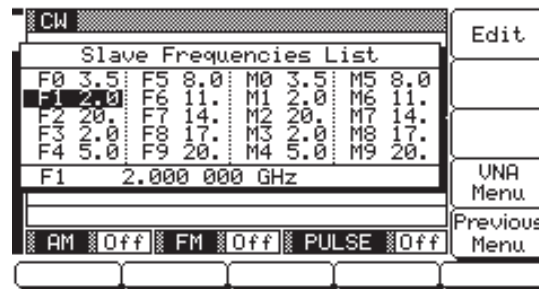 CW
Edit
Slave Frequencies List
F0 3.5 F5 8.0 M0 3.5 M5 8.0
F1 2.0 F6 11. M1 2.0 M6 11.
F2 20. F7 14. M2 20. M7 14.
F3 2.0 F8 17. M3 2.0 M8 17.
F4 5.0 F9 20. M4 5.0 M9 20.
F1 2.000 000 GHz
VNA
Menu
Previous
Menu
AM Off FM Off PULSE Off